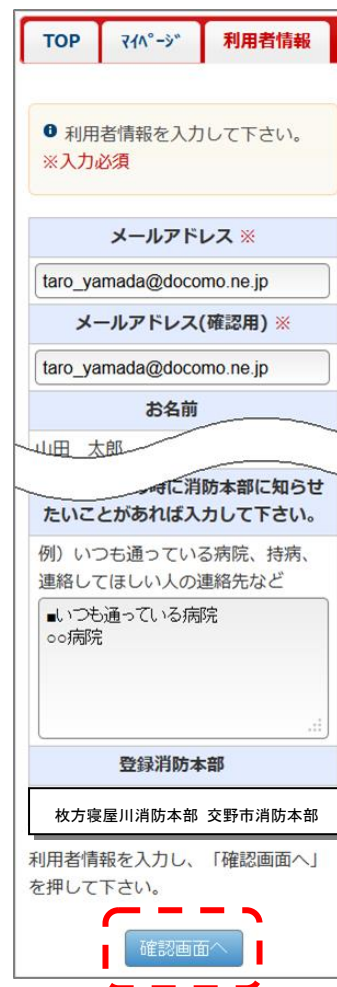 TOP ﾏｲﾍﾟｰｼﾞ 利用者情報
利用者情報を入力して下さい。
※入力必須
メールアドレス ※
taro_yamada@docomo.ne.jp
メールアドレス(確認用) ※
taro_yamada@docomo.ne.jp
お名前
山田 太郎
時に消防本部に知らせ
たいことがあれば入力して下さい。
例）いつも通っている病院、持病、
連絡してほしい人の連絡先など
■いつも通っている病院
○○病院
登録消防本部
枚方寝屋川消防本部 交野市消防本部
利用者情報を入力し、「確認画面へ」
を押して下さい。
確認画面へ